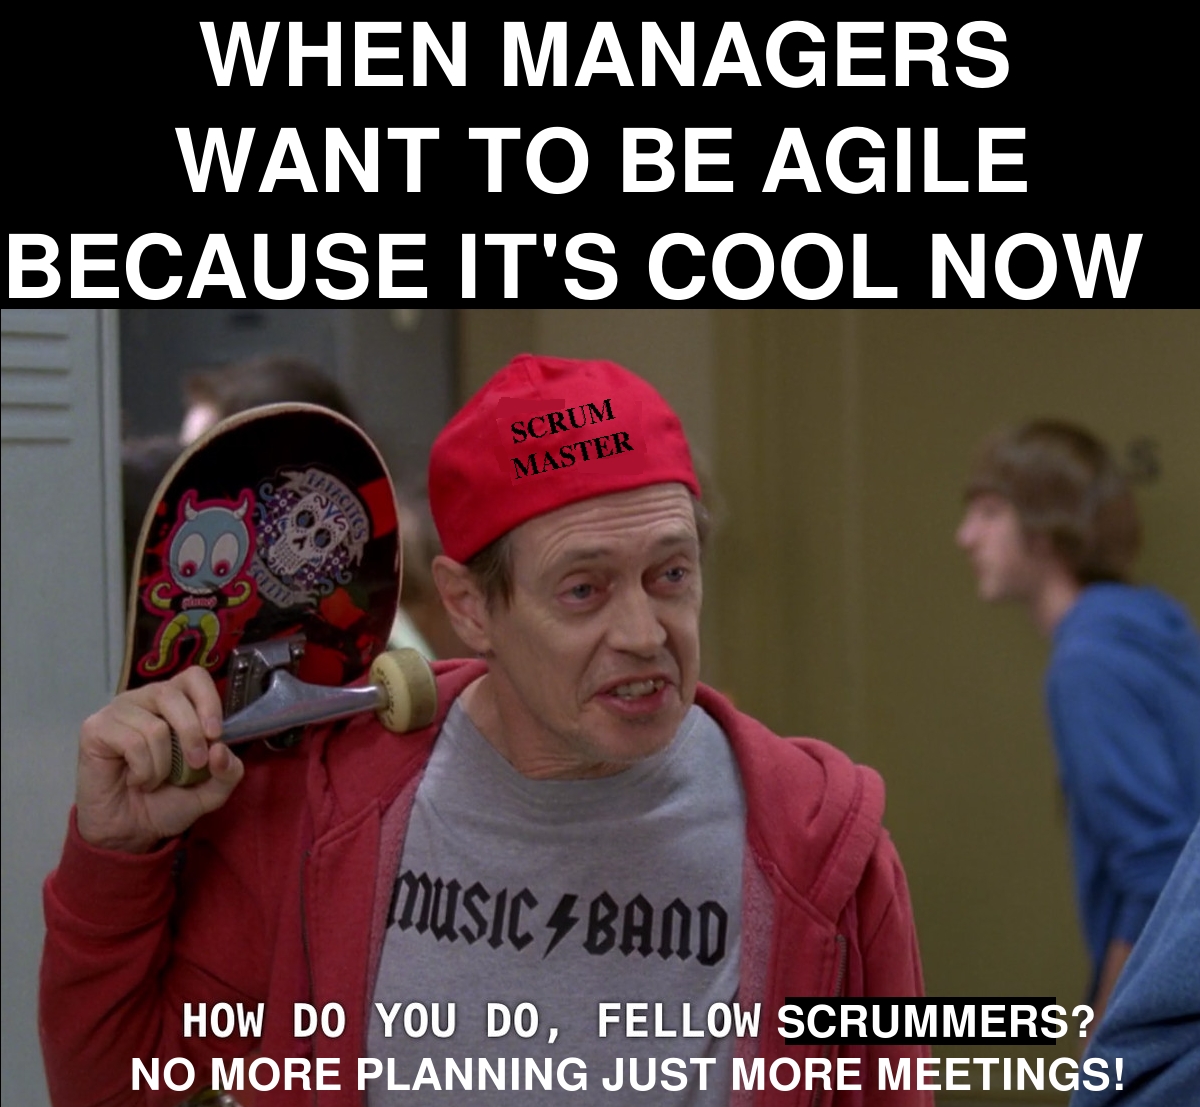 WHEN MANAGERS
WANT TO BE AGILE
BECAUSE IT'S COOL NOW
SCRUM
MASTER
MUSIC BAND
HOW DO YOU DO, FELLOW SCRUMMERS?
NO MORE PLANNING JUST MORE MEETINGS!